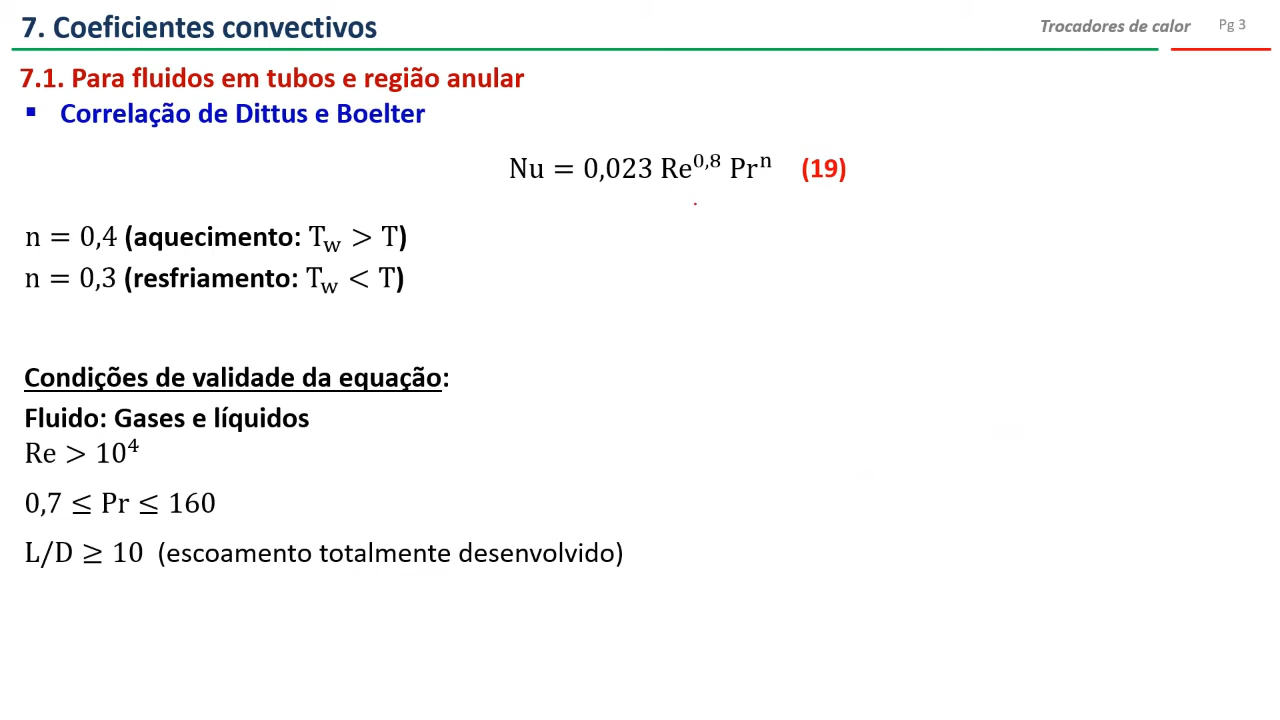 7. Coeficientes convectivos
Trocadores de calor Pg 3
7.1. Para fluidos em tubos e região anular
▪ Correlação de Dittus e Boelter
Nu = 0,023 Re^0,8 Pr^n (19)
n = 0,4 (aquecimento: T_w > T)
n = 0,3 (resfriamento: T_w < T)
Condições de validade da equação:
Fluido: Gases e líquidos
Re > 10^4
0,7 ≤ Pr ≤ 160
L/D ≥ 10 (escoamento totalmente desenvolvido)